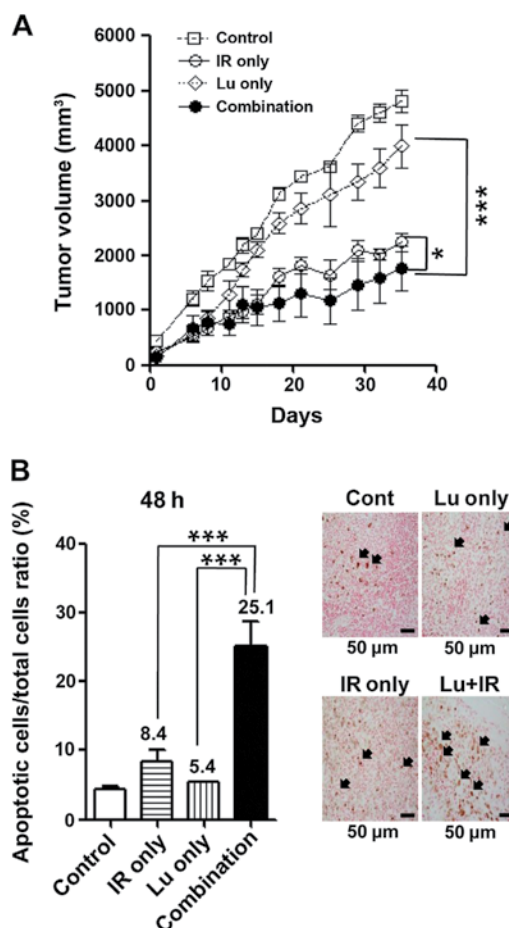 A
Tumor volume (mm³)
6000
5000
4000
3000
2000
1000
0
Control
IR only
Lu only
Combination
***
*
0
10
20
30
40
Days
B
48 h
Apoptotic cells/total cells ratio (%)
40
30
20
10
0
***
***
25.1
8.4
5.4
Control
IR only
Lu only
Combination
Cont
Lu only
50 µm
50 µm
IR only
Lu+IR
50 µm
50 µm